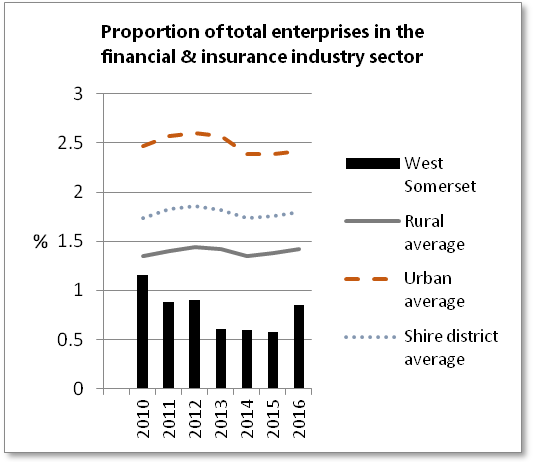 Proportion of total enterprises in the
financial & insurance industry sector
3
2.5
2
1.5
1
0.5
0
%
2010
2011
2012
2013
2014
2015
2016
West
Somerset
Rural
average
Urban
average
Shire district
average